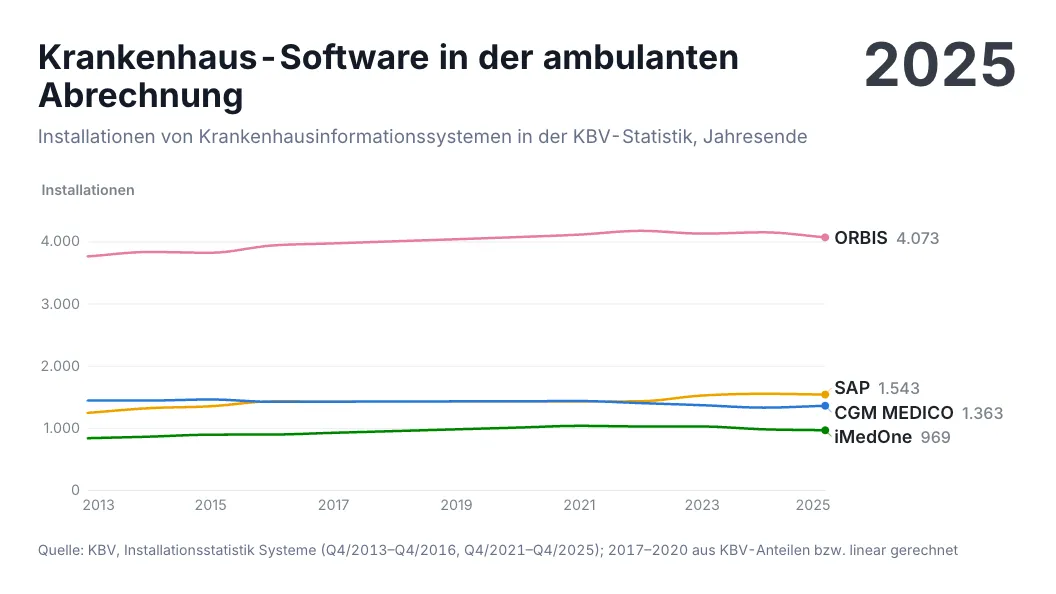 Krankenhaus-Software in der ambulanten
Abrechnung
2025
Installationen von Krankenhausinformationssystemen in der KBV-Statistik, Jahresende
Installationen
4.000
3.000
2.000
1.000
0
ORBIS 4.073
SAP 1.543
CGM MEDICO 1.363
iMedOne 969
2013 2015 2017 2019 2021 2023 2025
Quelle: KBV, Installationsstatistik Systeme (Q4/2013–Q4/2016, Q4/2021–Q4/2025); 2017–2020 aus KBV-Anteilen bzw. linear gerechnet